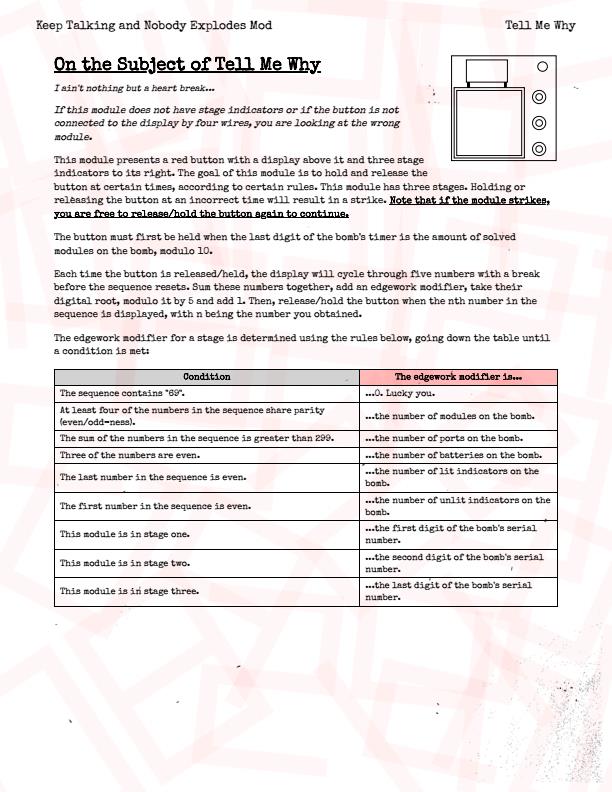 Keep Talking and Nobody Explodes Mod
Tell Me Why
On the Subject of Tell Me Why
I ain't nothing but a heart break...
If this module does not have stage indicators or if the button is not
connected to the display by four wires, you are looking at the wrong
module.
This module presents a red button with a display above it and three stage
indicators to its right. The goal of this module is to hold and release the
button at certain times, according to certain rules. This module has three stages. Holding or
releasing the button at an incorrect time will result in a strike. Note that if the module strikes,
you are free to release/hold the button again to continue.
The button must first be held when the last digit of the bomb's timer is the amount of solved
modules on the bomb, modulo 10.
Each time the button is released/held, the display will cycle through five numbers with a break
before the sequence resets. Sum these numbers together, add an edgework modifier, take their
digital root, modulo it by 5 and add 1. Then, release/hold the button when the nth number in the
sequence is displayed, with n being the number you obtained.
The edgework modifier for a stage is determined using the rules below, going down the table until
a condition is met:
Condition
The edgework modifier is...
The sequence contains "69".
...0. Lucky you.
At least four of the numbers in the sequence share parity
(even/odd-ness).
...the number of modules on the bomb.
The sum of the numbers in the sequence is greater than 299.
...the number of ports on the bomb.
Three of the numbers are even.
...the number of batteries on the bomb.
The last number in the sequence is even.
...the number of lit indicators on the
bomb.
The first number in the sequence is even.
...the number of unlit indicators on the
bomb.
This module is in stage one.
...the first digit of the bomb's serial
number.
This module is in stage two.
...the second digit of the bomb's serial
number.
This module is in stage three.
...the last digit of the bomb's serial
number.